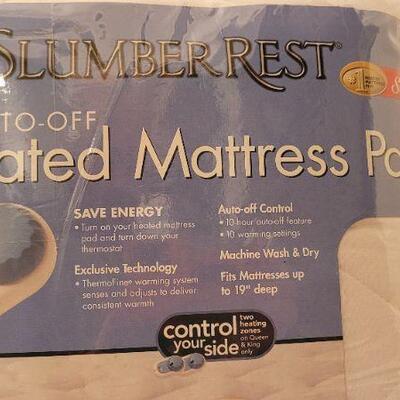 SLUMBERREST®
TO-OFF
ated Mattress Pa
SAVE ENERGY
• Turn on your heated mattress
pad and turn down your
thermostat
Exclusive Technology
• ThermoFine® warming system
senses and adjusts to deliver
consistent warmth
Auto-off Control
• 10-hour auto-off feature
• 10 warming settings
Machine Wash & Dry
Fits Mattresses up
to 19" deep
control
your
side
two
heating
zones
on Queen
& King
only